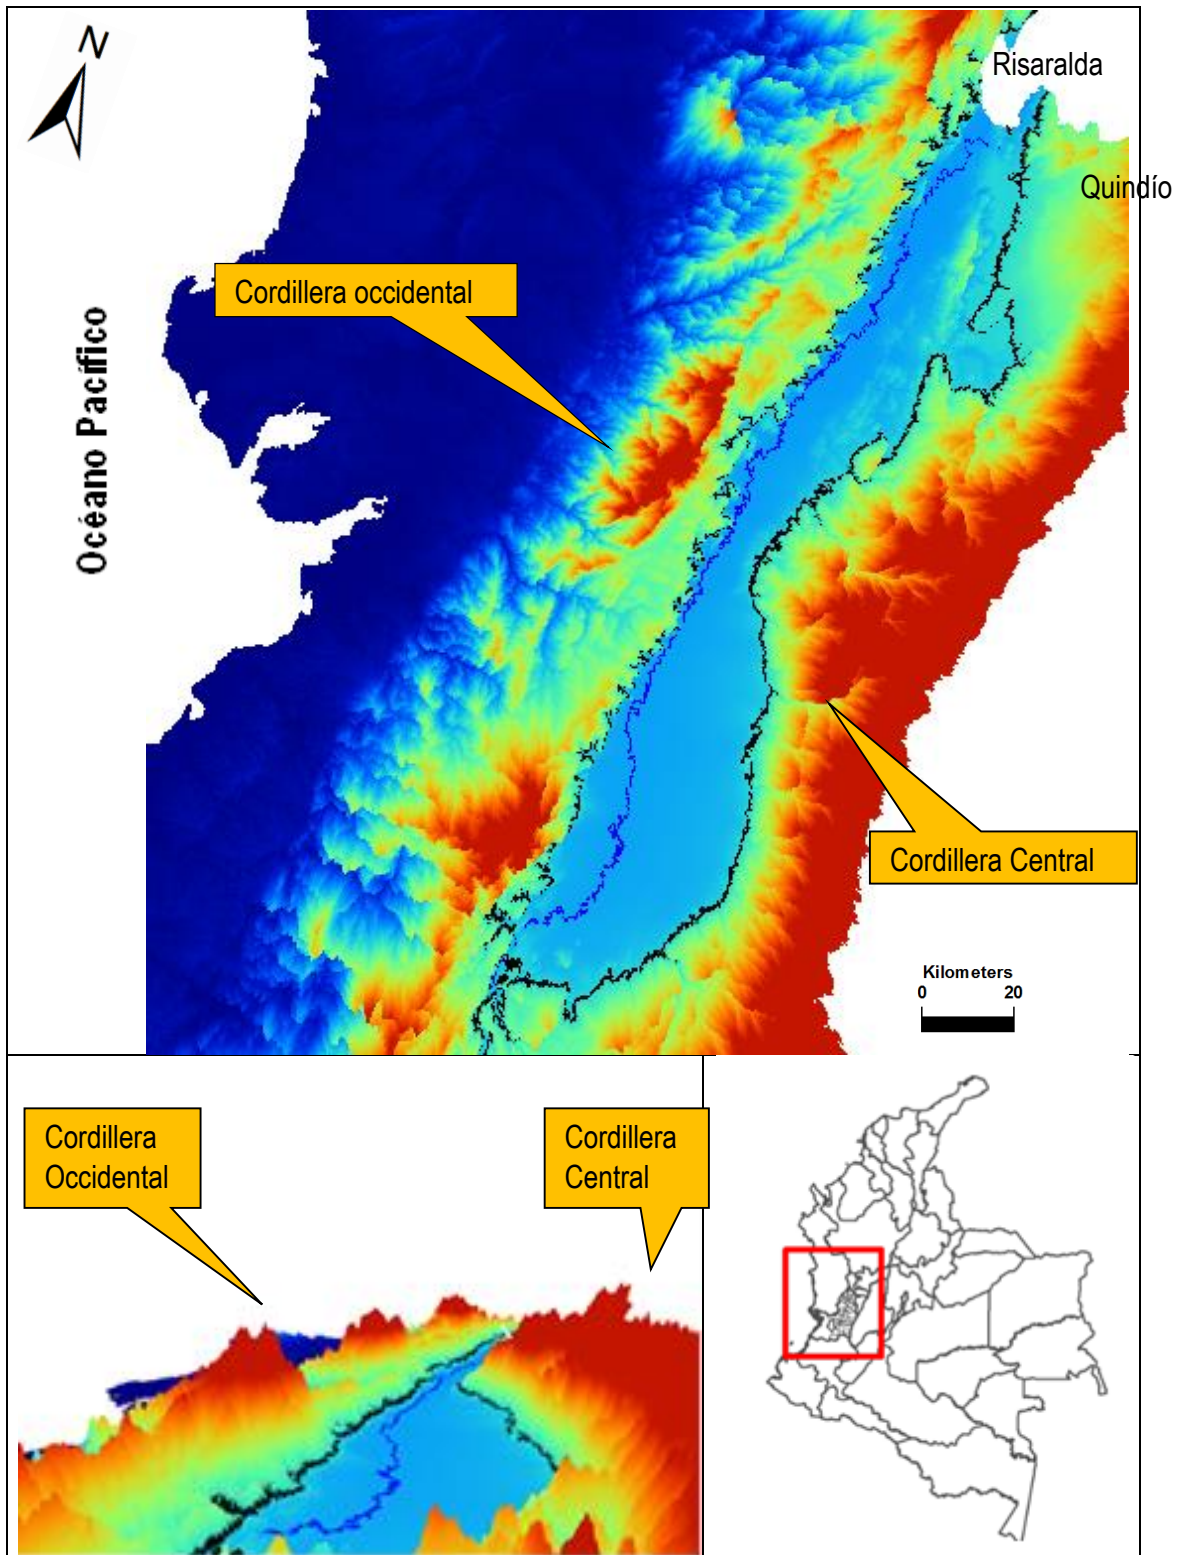 N
Risaralda
Quindío
Cordillera occidental
Océano Pacífico
Cordillera Central
Kilometers
0 20
Cordillera
Occidental
Cordillera
Central